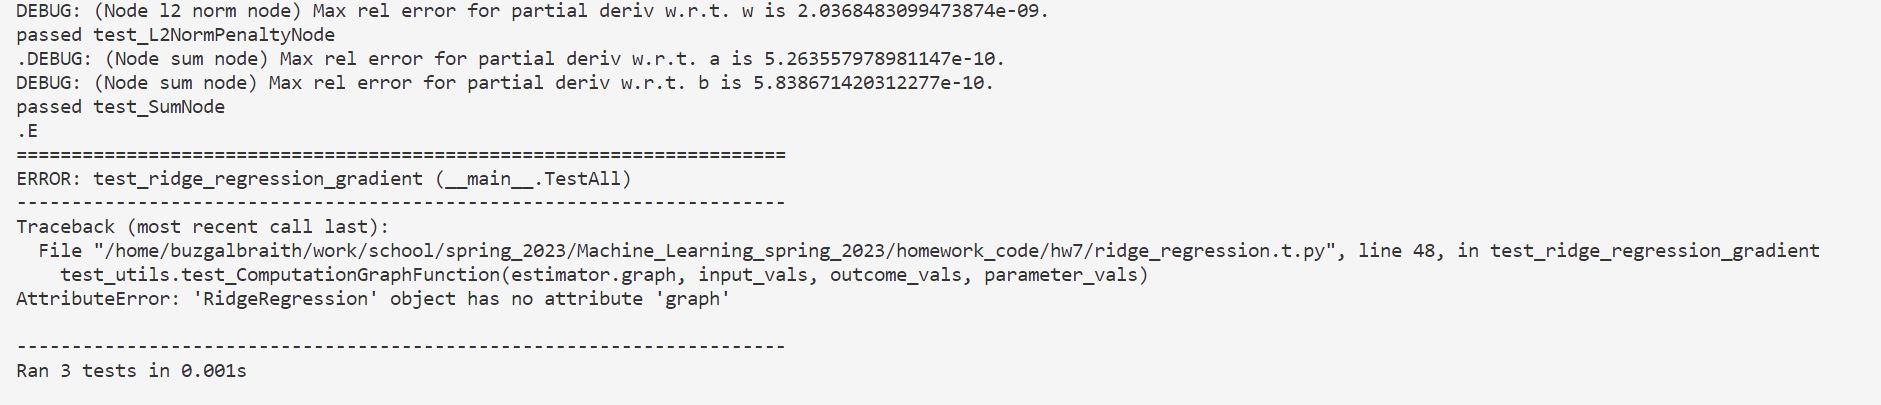 DEBUG: (Node l2 norm node) Max rel error for partial deriv w.r.t. w is 2.0368483099473874e-09.
passed test_L2NormPenaltyNode
.DEBUG: (Node sum node) Max rel error for partial deriv w.r.t. a is 5.263557978981147e-10.
DEBUG: (Node sum node) Max rel error for partial deriv w.r.t. b is 5.838671420312277e-10.
passed test_SumNode
.E
======================================================================
ERROR: test_ridge_regression_gradient (__main__.TestAll)
----------------------------------------------------------------------
Traceback (most recent call last):
  File "/home/buzgalbraith/work/school/spring_2023/Machine_Learning_spring_2023/homework_code/hw7/ridge_regression.t.py", line 48, in test_ridge_regression_gradient
    test_utils.test_ComputationGraphFunction(estimator.graph, input_vals, outcome_vals, parameter_vals)
AttributeError: 'RidgeRegression' object has no attribute 'graph'
----------------------------------------------------------------------
Ran 3 tests in 0.001s